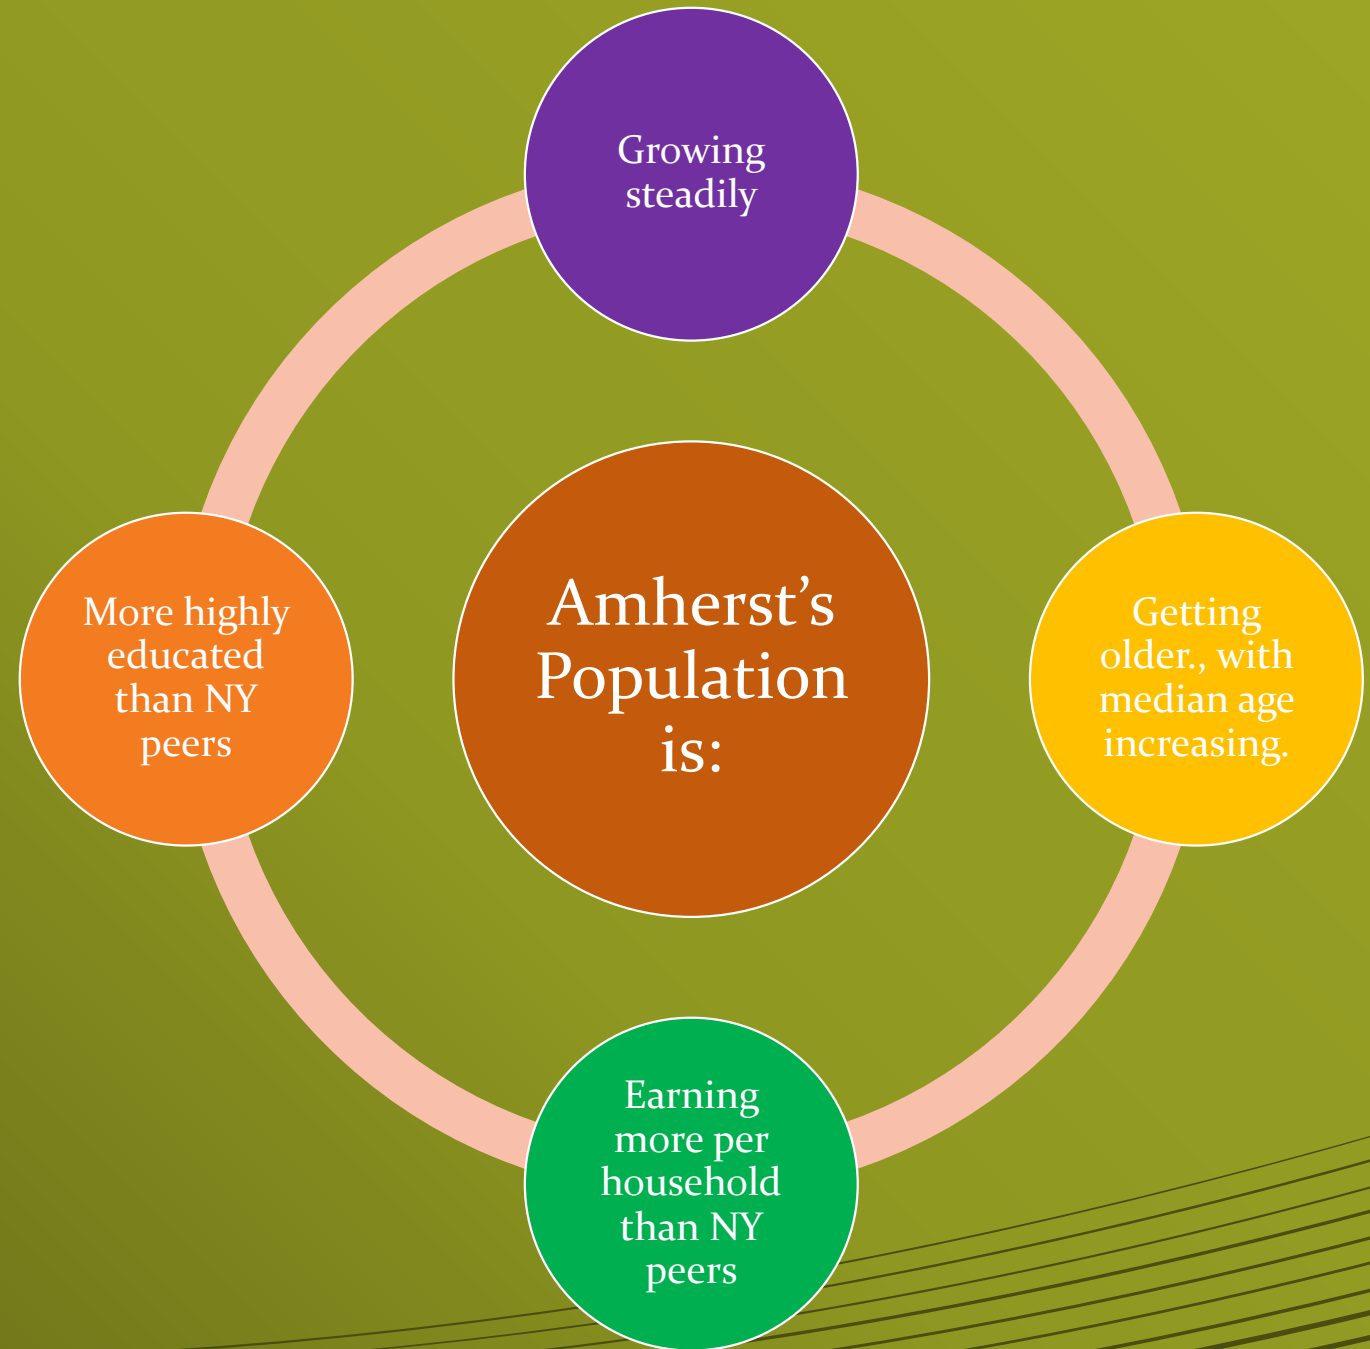 Growing
steadily
More highly
educated
than NY
peers
Amherst’s
Population
is:
Getting
older., with
median age
increasing.
Earning
more per
household
than NY
peers